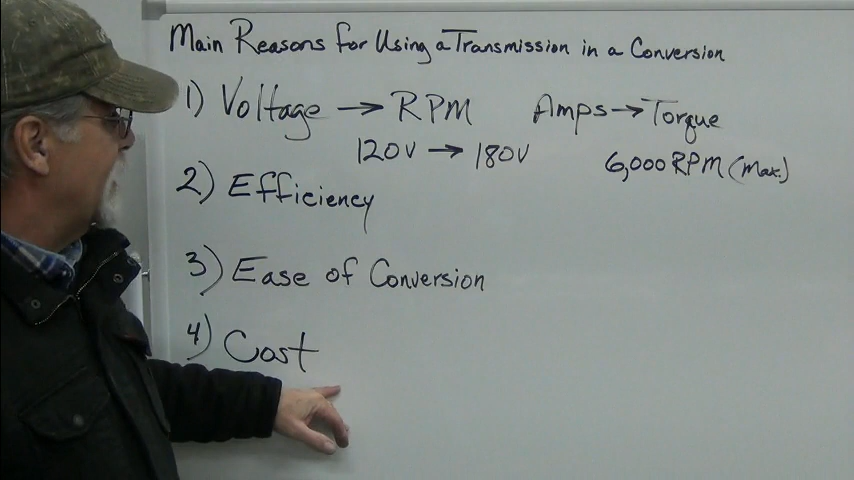 Main Reasons for Using a Transmission in a Conversion
1) Voltage → RPM Amps → Torque
120V → 180V 6,000 RPM (Max.)
2) Efficiency
3) Ease of Conversion
4) Cost